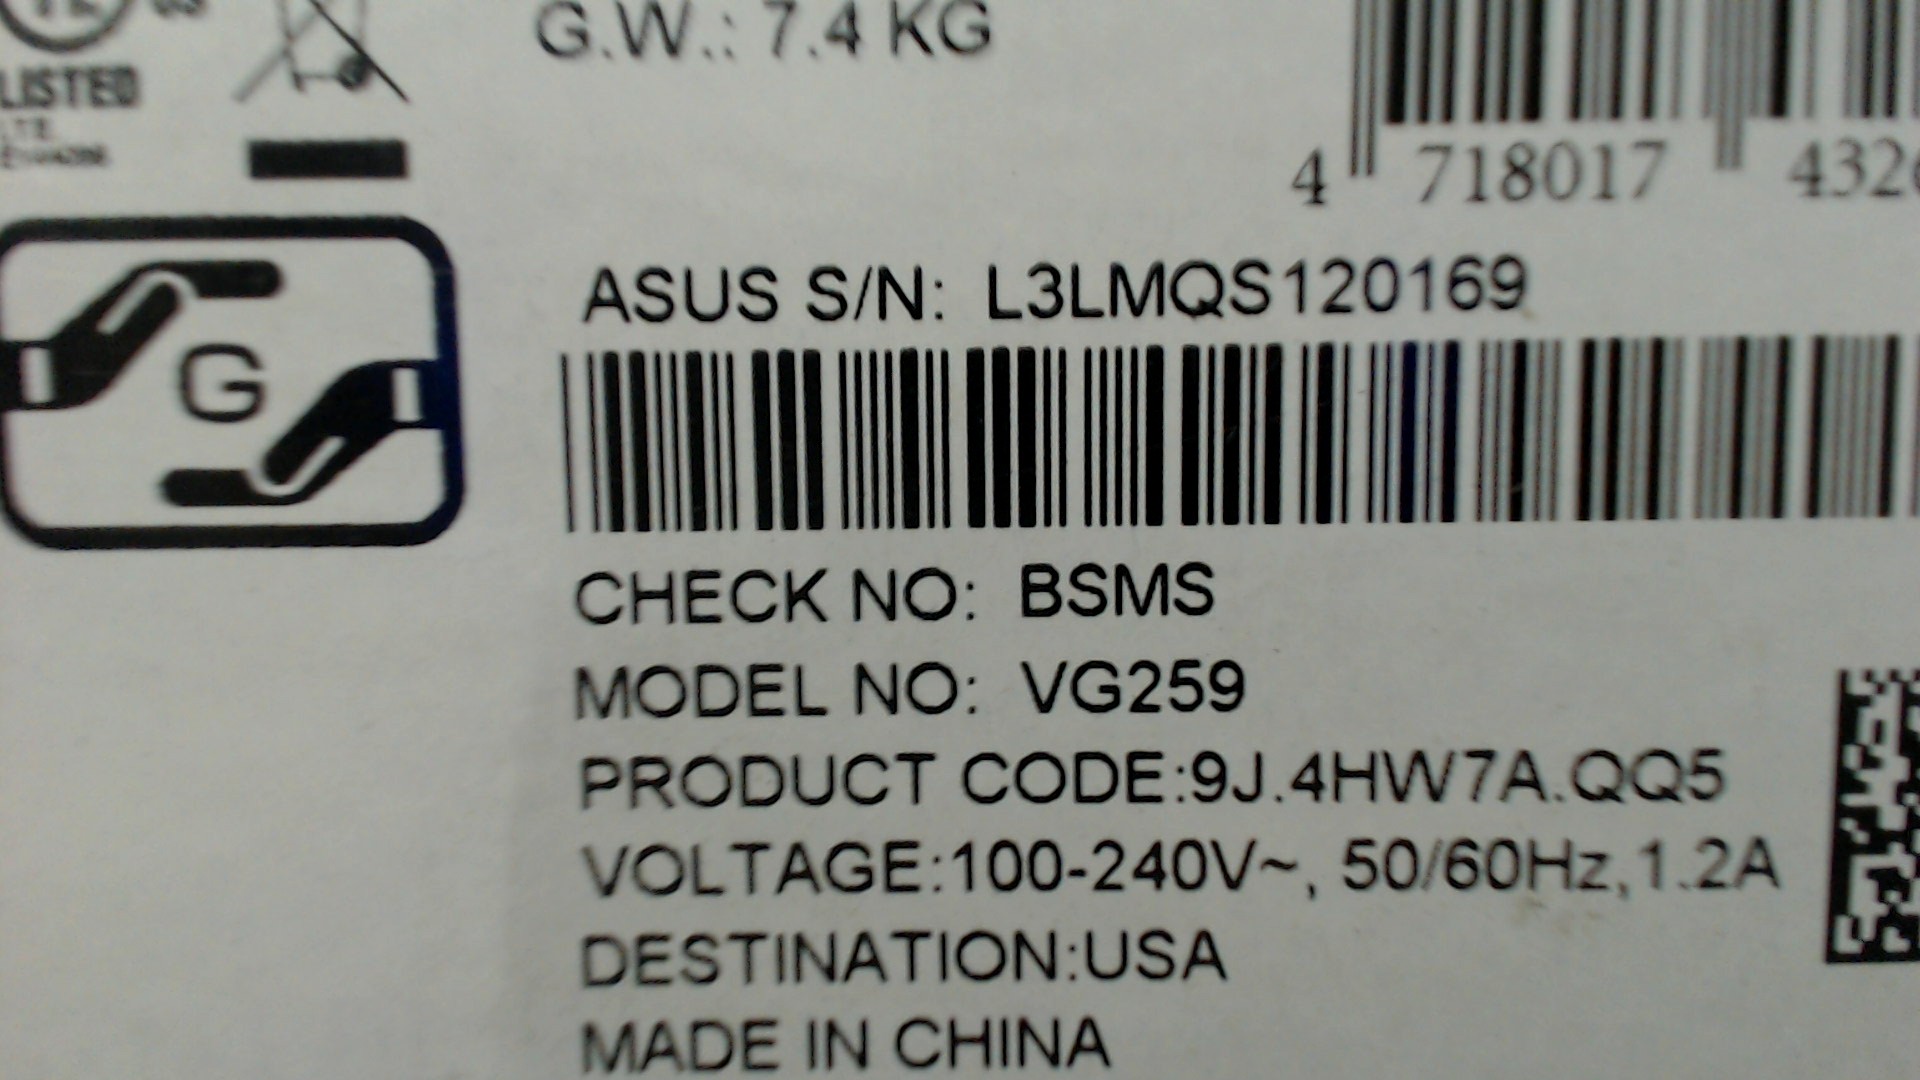 G.W.: 7.4 KG
LISTED
I.T.E.
4 718017 432
ASUS S/N: L3LMQS120169
G
CHECK NO: BSMS
MODEL NO: VG259
PRODUCT CODE:9J.4HW7A.QQ5
VOLTAGE:100-240V~, 50/60Hz,1.2A
DESTINATION:USA
MADE IN CHINA